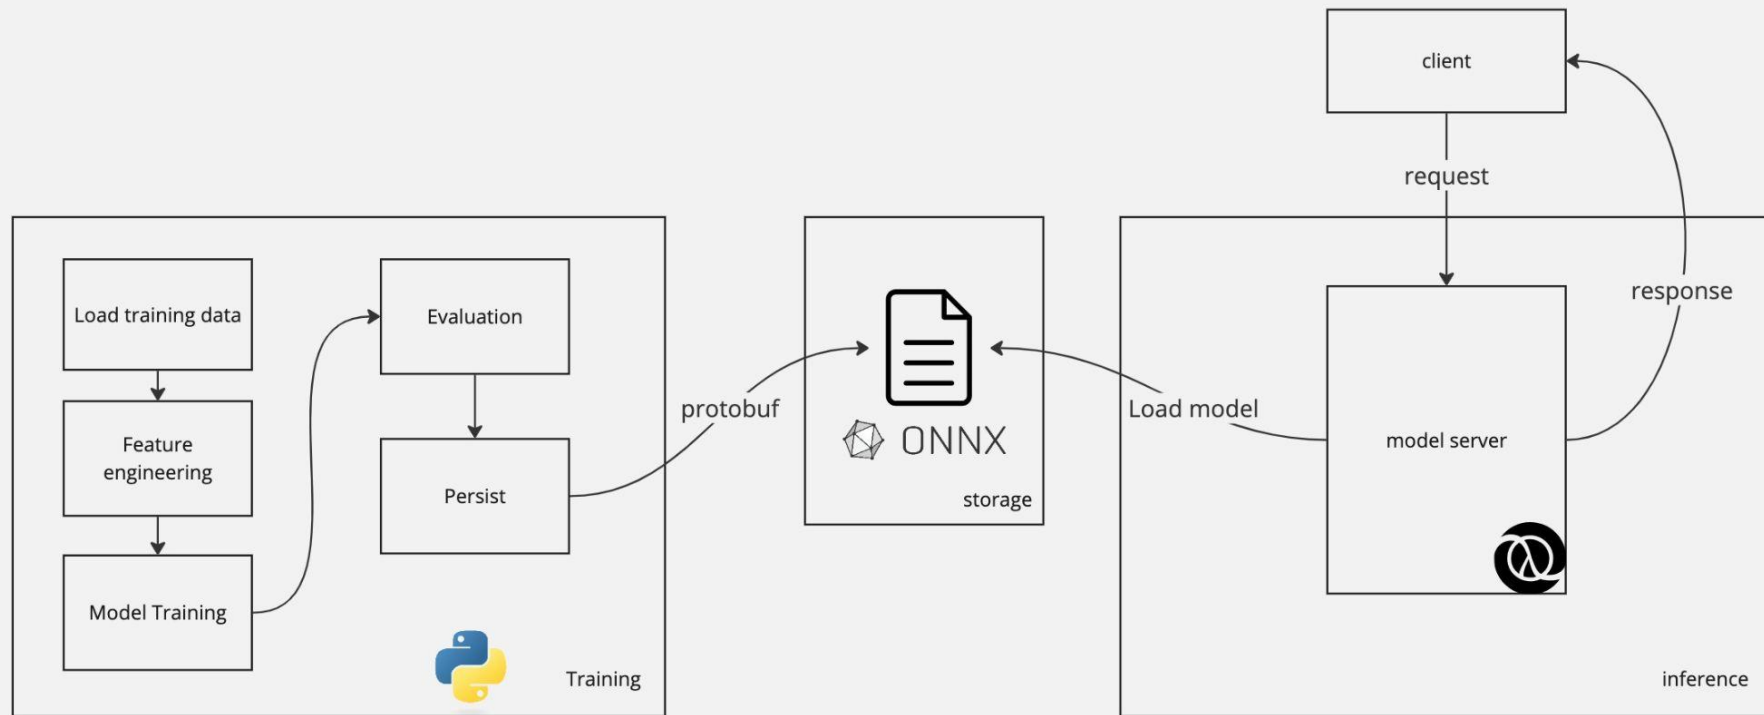 client
request
Load training data
Evaluation
response
protobuf
Load model
Feature
engineering
ONNX
model server
Persist
storage
Model Training
Training
inference